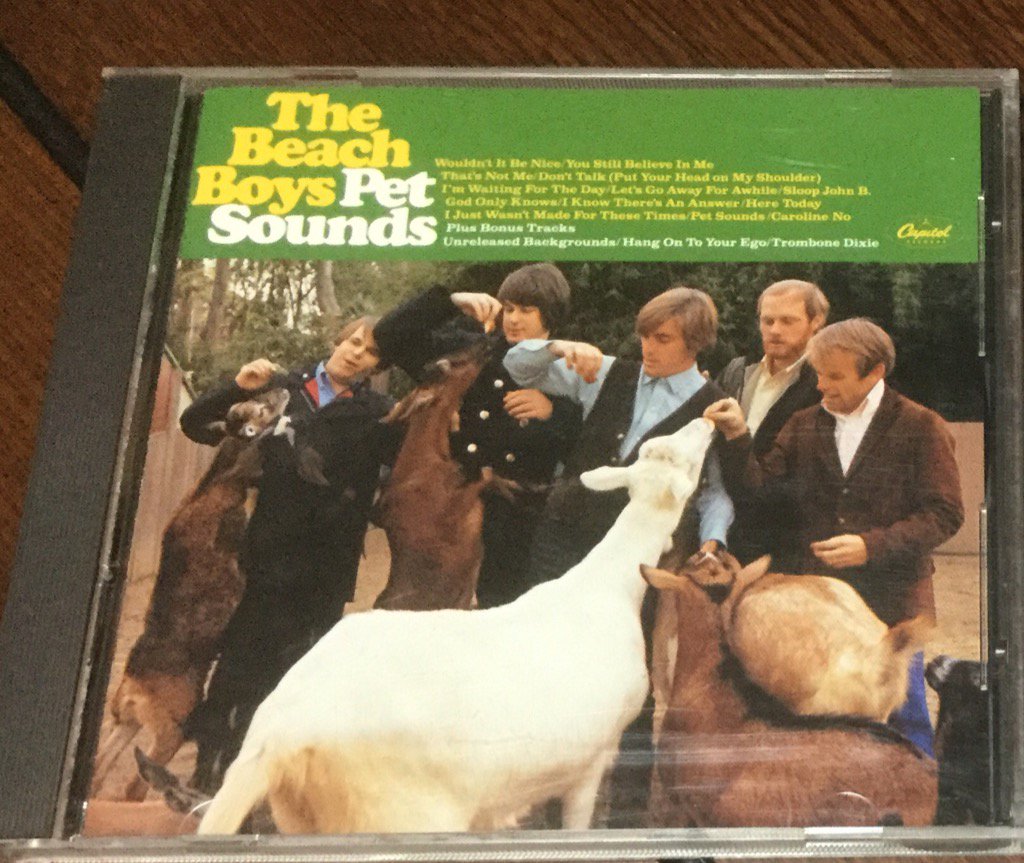 The
Beach
Boys Pet
Sounds
Wouldn't It Be Nice/You Still Believe In Me
That's Not Me/Don't Talk (Put Your Head on My Shoulder)
I'm Waiting For The Day/Let's Go Away For Awhile/Sloop John B.
God Only Knows/I Know There's An Answer/Here Today
I Just Wasn't Made For These Times/Pet Sounds/Caroline No
Plus Bonus Tracks
Unreleased Backgrounds/Hang On To Your Ego/Trombone Dixie
Capitol
RECORDS